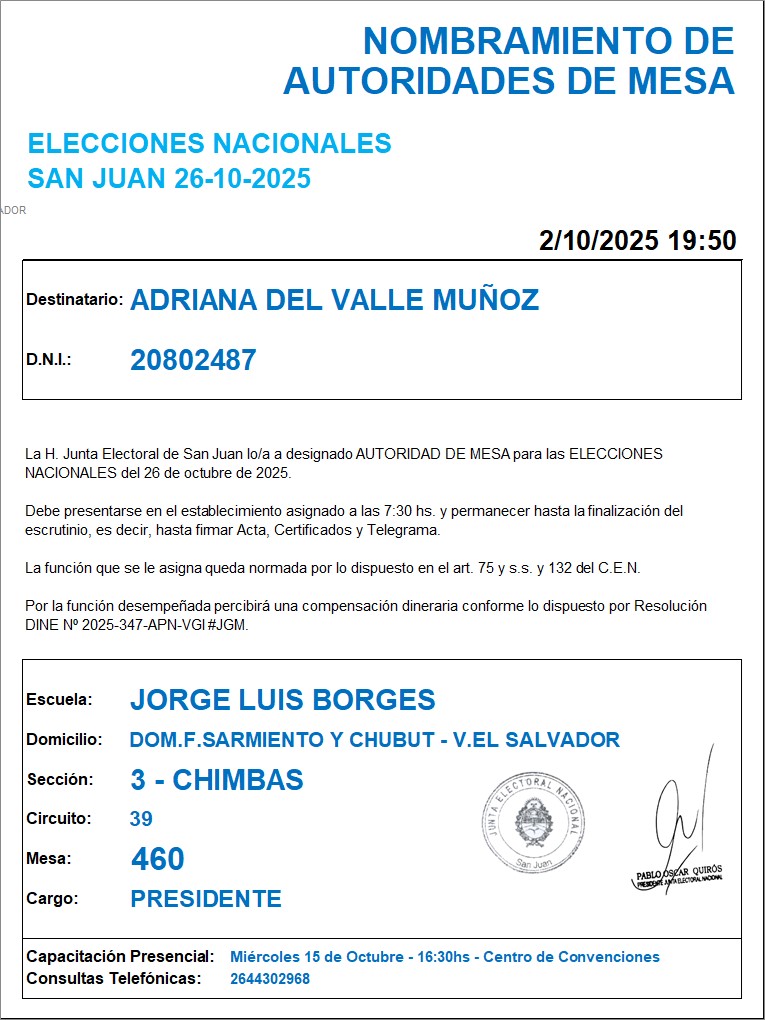 NOMBRAMIENTO DE
AUTORIDADES DE MESA
ELECCIONES NACIONALES
SAN JUAN 26-10-2025
ADOR
2/10/2025 19:50
Destinatario: ADRIANA DEL VALLE MUÑOZ
D.N.I.: 20802487
La H. Junta Electoral de San Juan lo/a a designado AUTORIDAD DE MESA para las ELECCIONES
NACIONALES del 26 de octubre de 2025.
Debe presentarse en el establecimiento asignado a las 7:30 hs. y permanecer hasta la finalización del
escrutinio, es decir, hasta firmar Acta, Certificados y Telegrama.
La función que se le asigna queda normada por lo dispuesto en el art. 75 y s.s. y 132 del C.E.N.
Por la función desempeñada percibirá una compensación dineraria conforme lo dispuesto por Resolución
DINE Nº 2025-347-APN-VGI#JGM.
Escuela: JORGE LUIS BORGES
Domicilio: DOM.F.SARMIENTO Y CHUBUT - V.EL SALVADOR
Sección: 3 - CHIMBAS
Circuito: 39
Mesa: 460
Cargo: PRESIDENTE
JUNTA ELECTORAL NACIONAL
San Juan
PABLO OSCAR QUIRÓS
PRESIDENTE JUNTA ELECTORAL NACIONAL
Capacitación Presencial: Miércoles 15 de Octubre - 16:30hs - Centro de Convenciones
Consultas Telefónicas: 2644302968